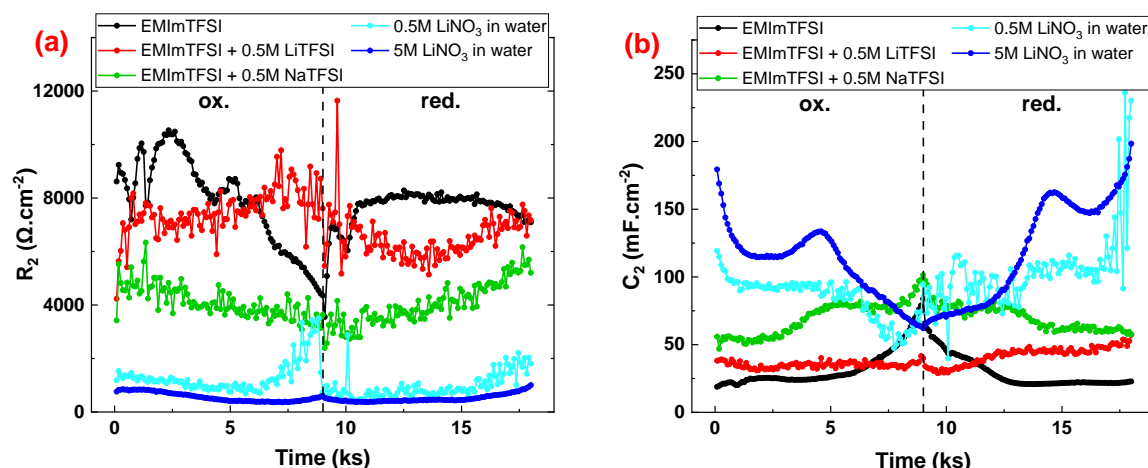 (a)
EMImTFSI
0.5M LiNO₃ in water
EMImTFSI + 0.5M LiTFSI
5M LiNO₃ in water
EMImTFSI + 0.5M NaTFSI
ox.
red.
R₂ (Ω.cm⁻²)
12000
8000
4000
0
0
5
10
15
Time (ks)
(b)
EMImTFSI
0.5M LiNO₃ in water
EMImTFSI + 0.5M LiTFSI
5M LiNO₃ in water
EMImTFSI + 0.5M NaTFSI
ox.
red.
C₂ (mF.cm⁻²)
250
200
150
100
50
0
0
5
10
15
Time (ks)